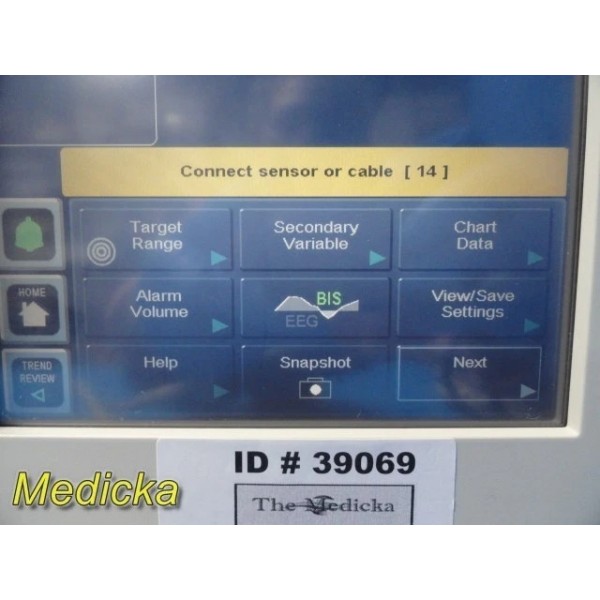 Connect sensor or cable [ 14 ]
Target
Range
Secondary
Variable
Chart
Data
HOME
Alarm
Volume
BIS
EEG
View/Save
Settings
TREND
REVIEW
Help
Snapshot
Next
ID # 39069
The Medicka
Medicka